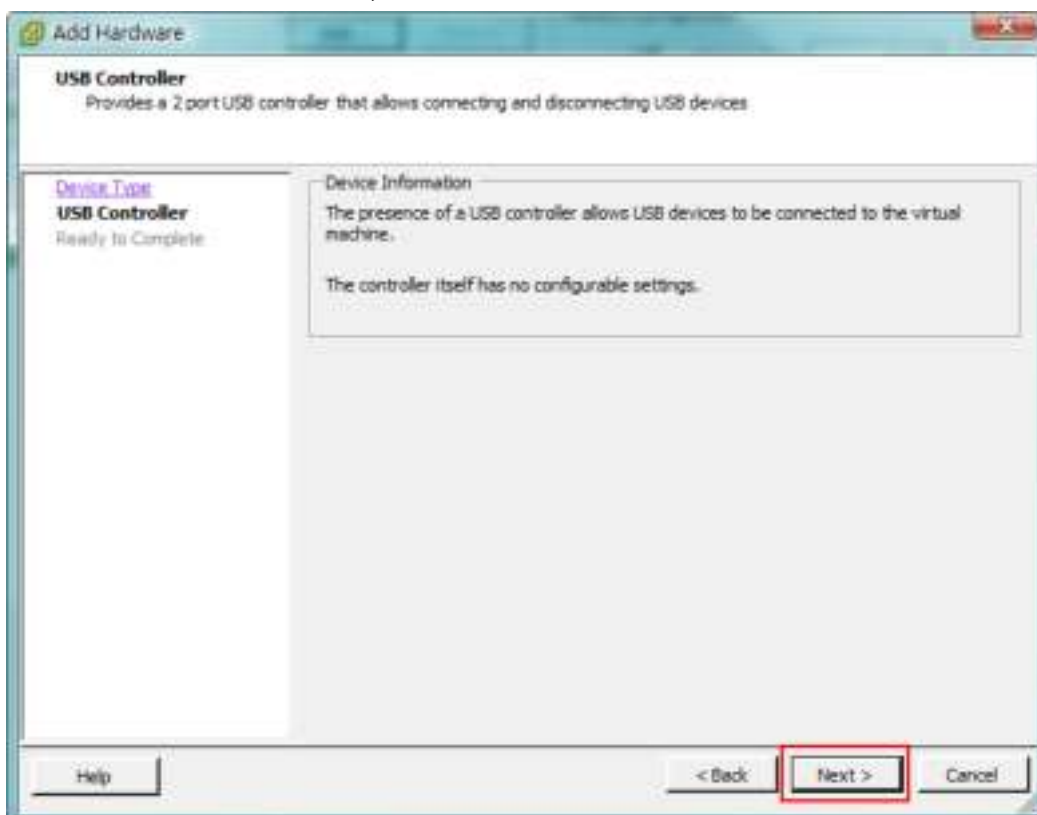 Add Hardware
USB Controller
Provides a 2 port USB controller that allows connecting and disconnecting USB devices
Device Type
USB Controller
Ready to Complete
Device Information
The presence of a USB controller allows USB devices to be connected to the virtual
machine.
The controller itself has no configurable settings.
Help
< Back
Next >
Cancel